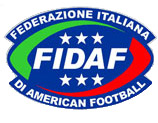 FEDERAZIONE ITALIANA
FIDAF
DI AMERICAN FOOTBALL